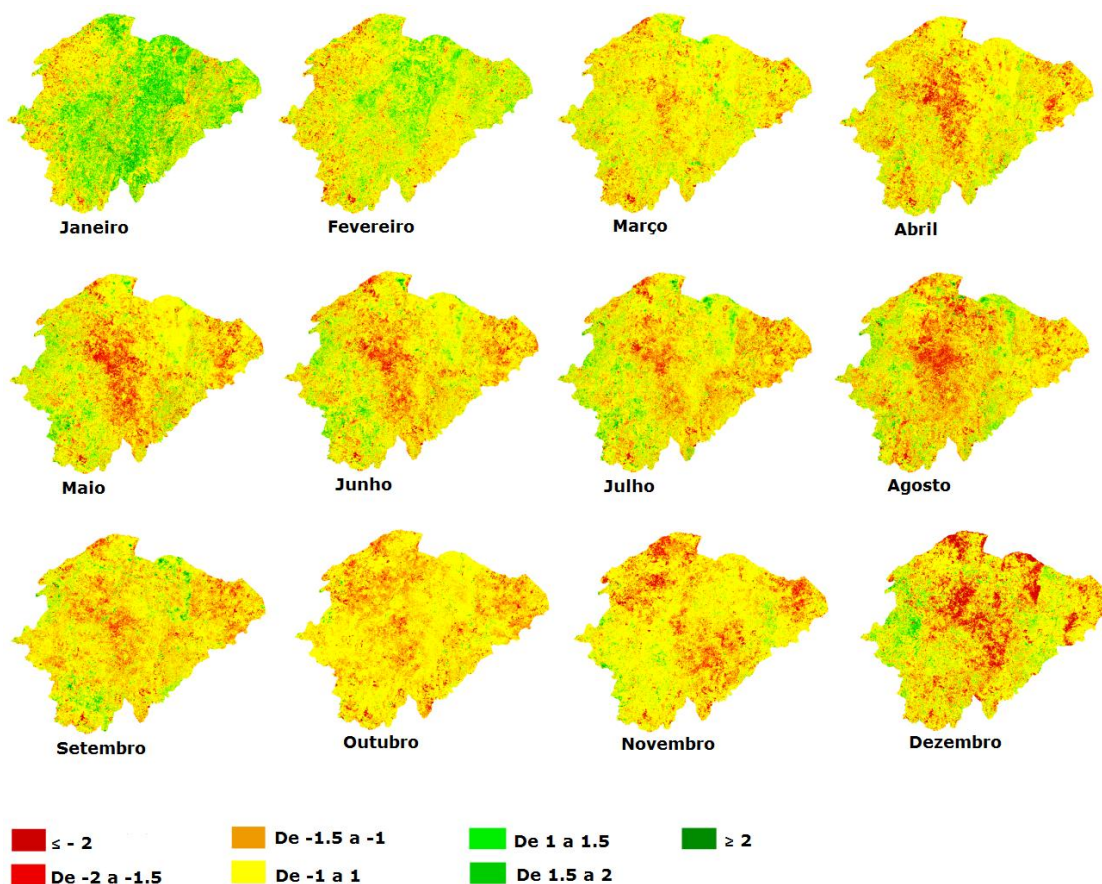 Janeiro
Fevereiro
Março
Abril
Maio
Junho
Julho
Agosto
Setembro
Outubro
Novembro
Dezembro
≤ - 2
De -1.5 a -1
De 1 a 1.5
≥ 2
De -2 a -1.5
De -1 a 1
De 1.5 a 2